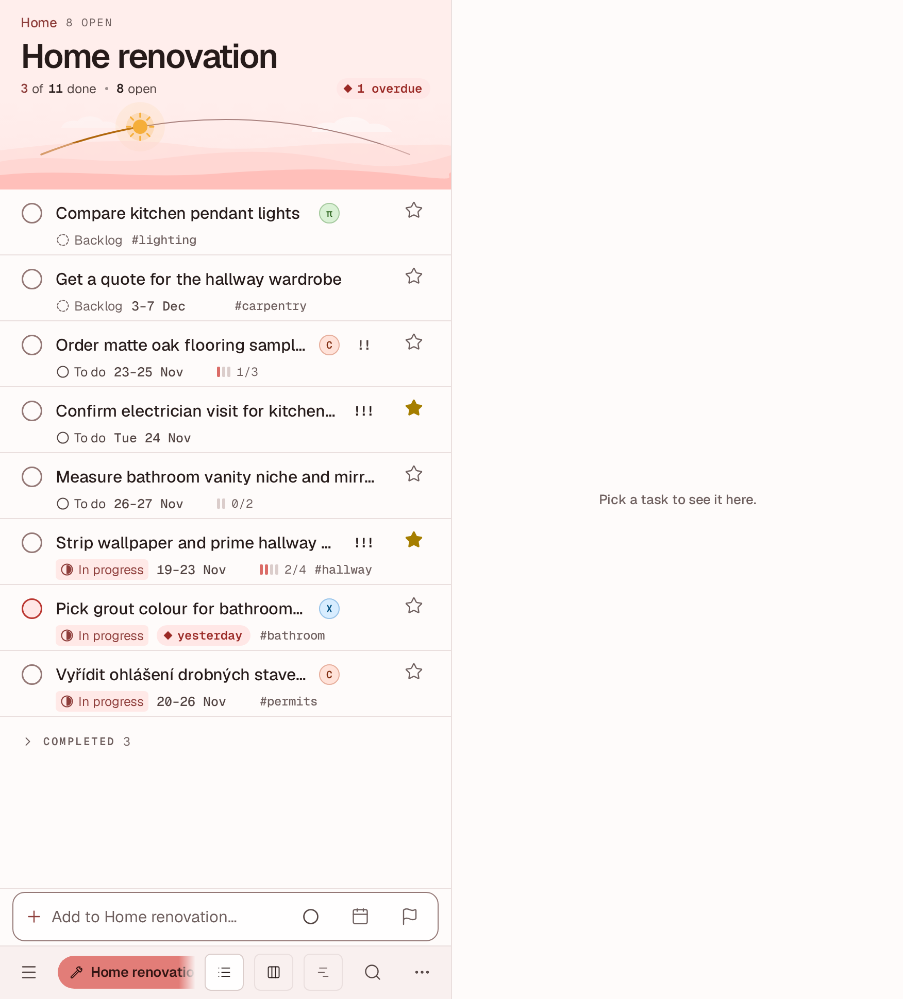 Home 8 OPEN
Home renovation
3 of 11 done • 8 open
◆ 1 overdue
Compare kitchen pendant lights π
Backlog #lighting
Get a quote for the hallway wardrobe
Backlog 3–7 Dec #carpentry
Order matte oak flooring sampl… C !!
To do 23–25 Nov 1/3
Confirm electrician visit for kitchen… !!!
To do Tue 24 Nov
Measure bathroom vanity niche and mirr…
To do 26–27 Nov 0/2
Strip wallpaper and prime hallway … !!!
In progress 19–23 Nov 2/4 #hallway
Pick grout colour for bathroom… X
In progress ◆ yesterday #bathroom
Vyřídit ohlášení drobných stave… C
In progress 20–26 Nov #permits
COMPLETED 3
Add to Home renovation…
Home renovatio
Pick a task to see it here.